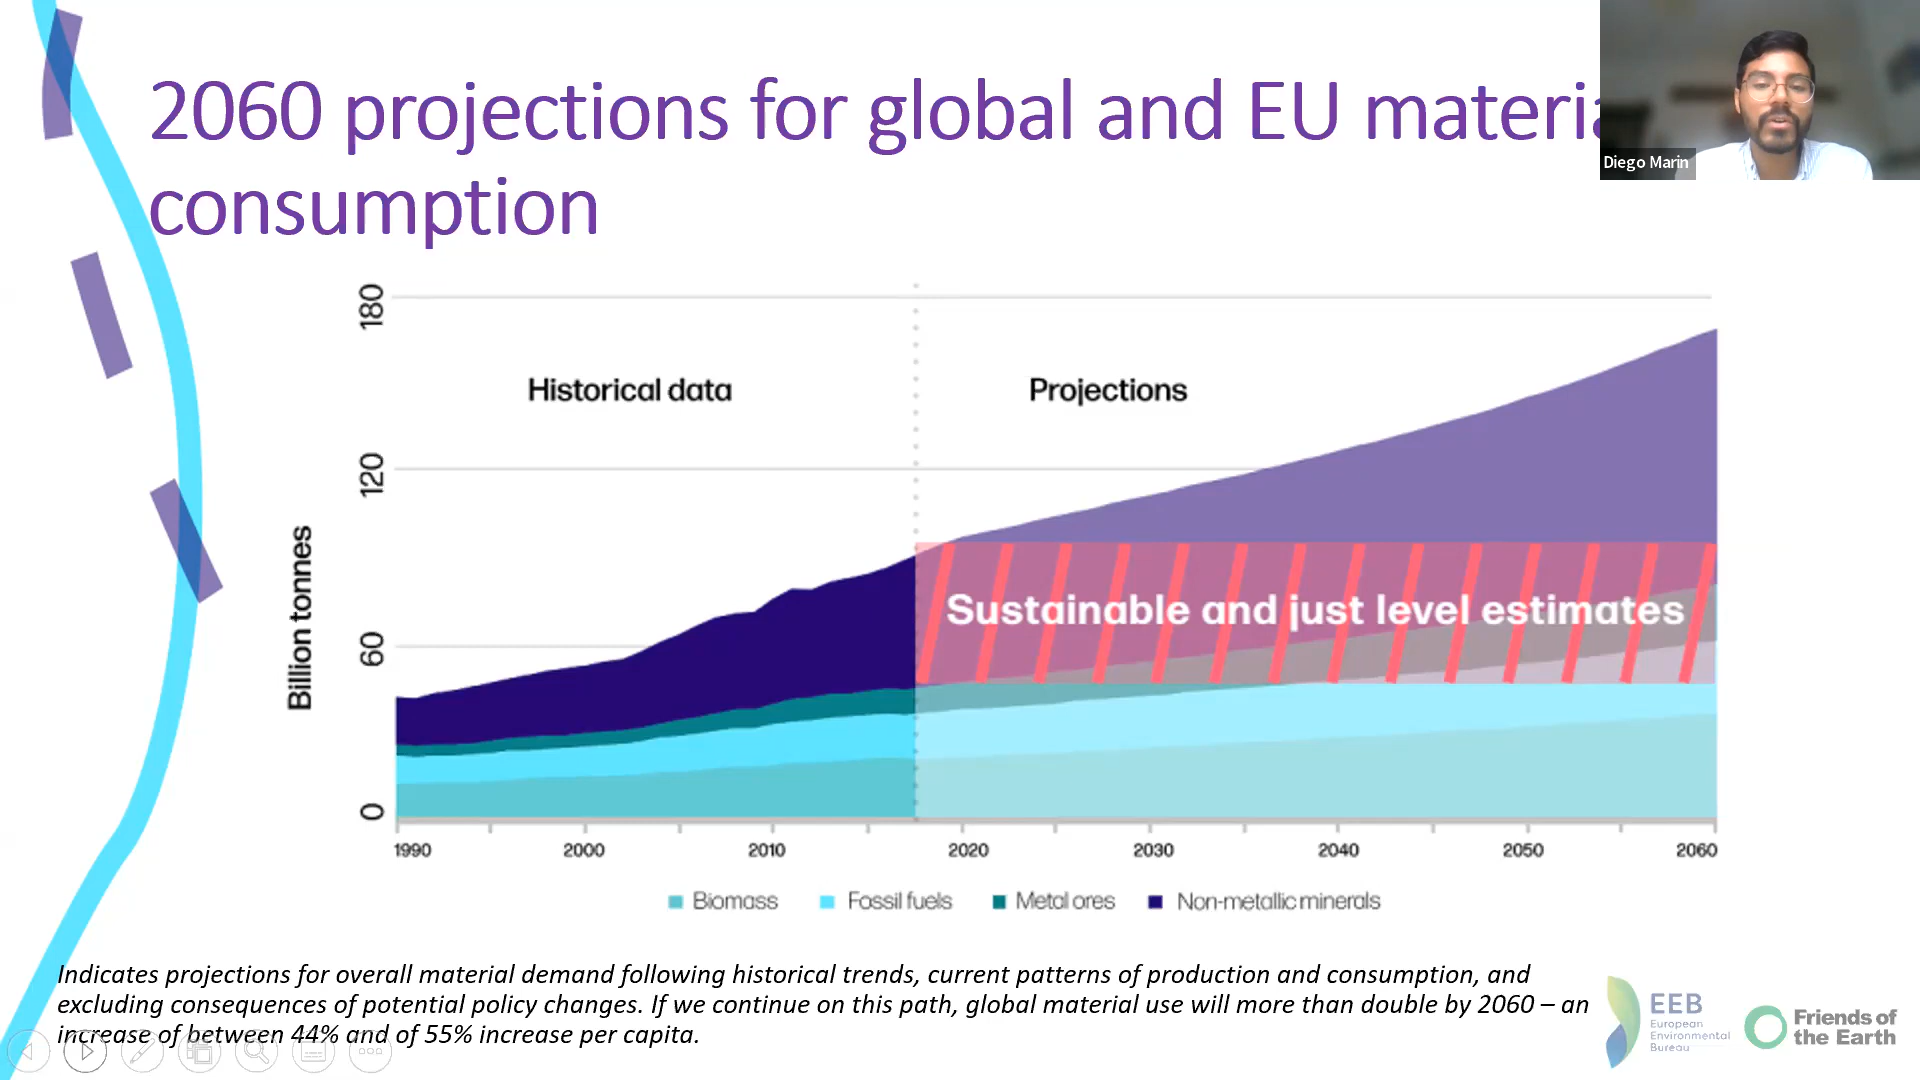 2060 projections for global and EU materia
consumption
Diego Marin
180
120
60
0
Billion tonnes
Historical data
Projections
Sustainable and just level estimates
1990
2000
2010
2020
2030
2040
2050
2060
Biomass
Fossil fuels
Metal ores
Non-metallic minerals
Indicates projections for overall material demand following historical trends, current patterns of production and consumption, and
excluding consequences of potential policy changes. If we continue on this path, global material use will more than double by 2060 – an
increase of between 44% and of 55% increase per capita.
EEB
European
Environmental
Bureau
Friends of
the Earth